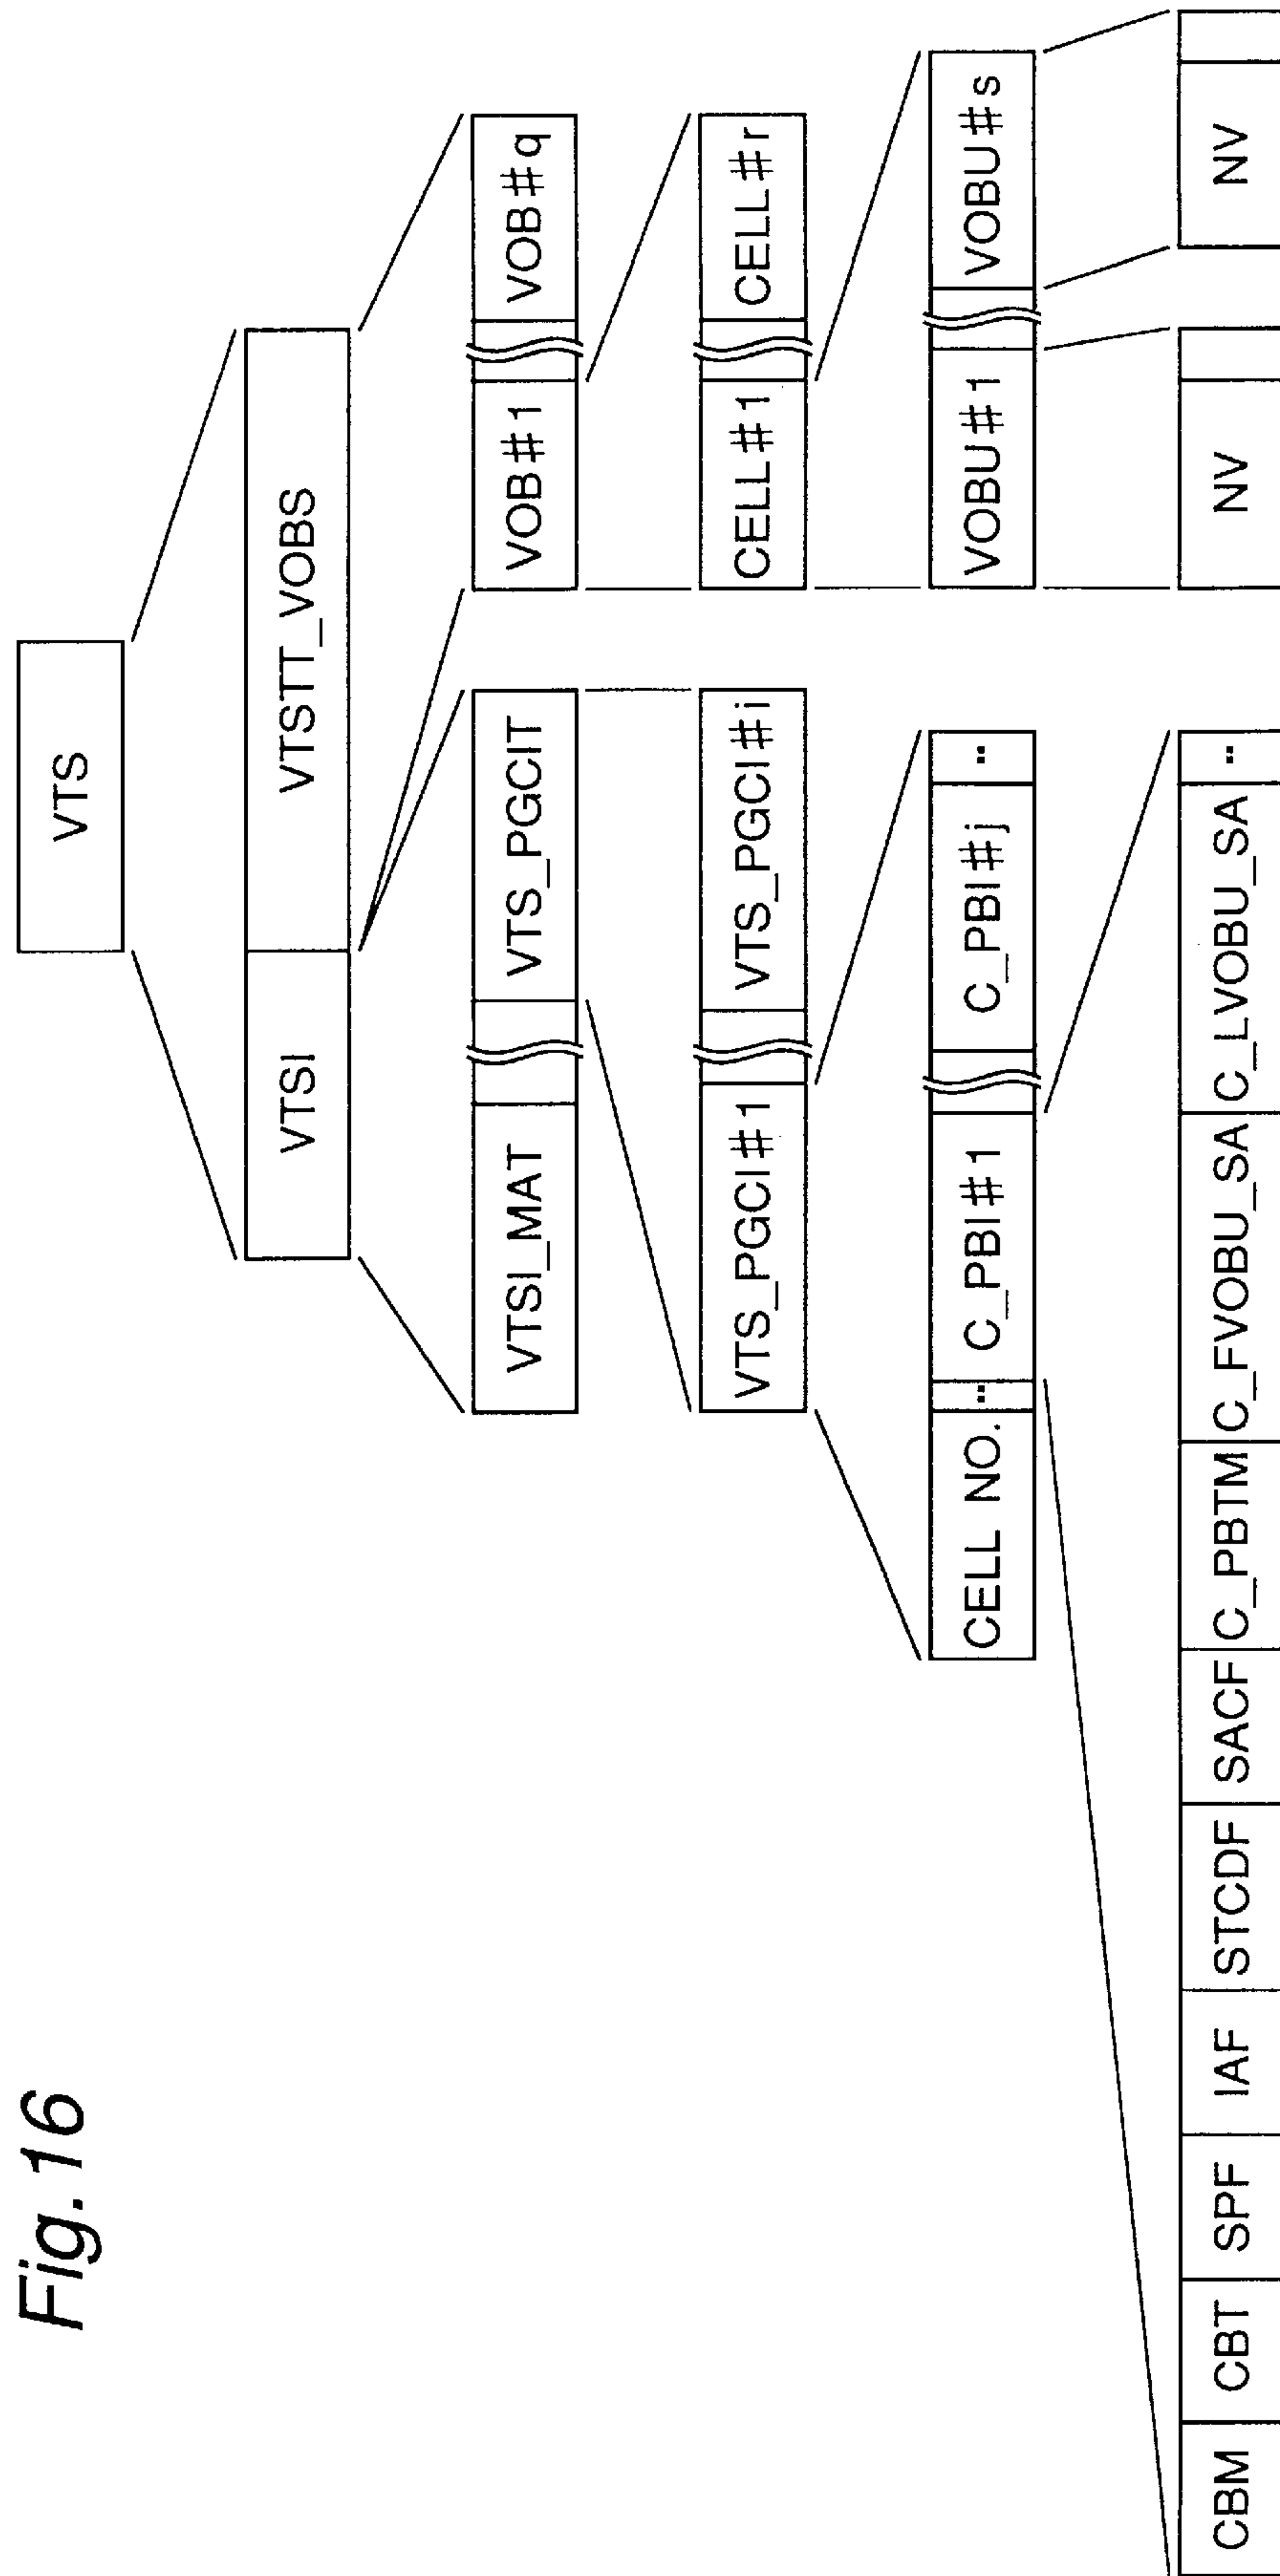 Fig.16
VTS
VTSI VTSTT_VOBS
VTSI_MAT VTS_PGCIT VOB#1 VOB#q
VTS_PGCI#1 VTS_PGCI#i CELL#1 CELL#r
CELL NO. .. C_PBI#1 C_PBI#j .. VOBU#1 VOBU#s
CBM CBT SPF IAF STCDF SACF C_PBTM C_FVOBU_SA C_LVOBU_SA .. NV NV